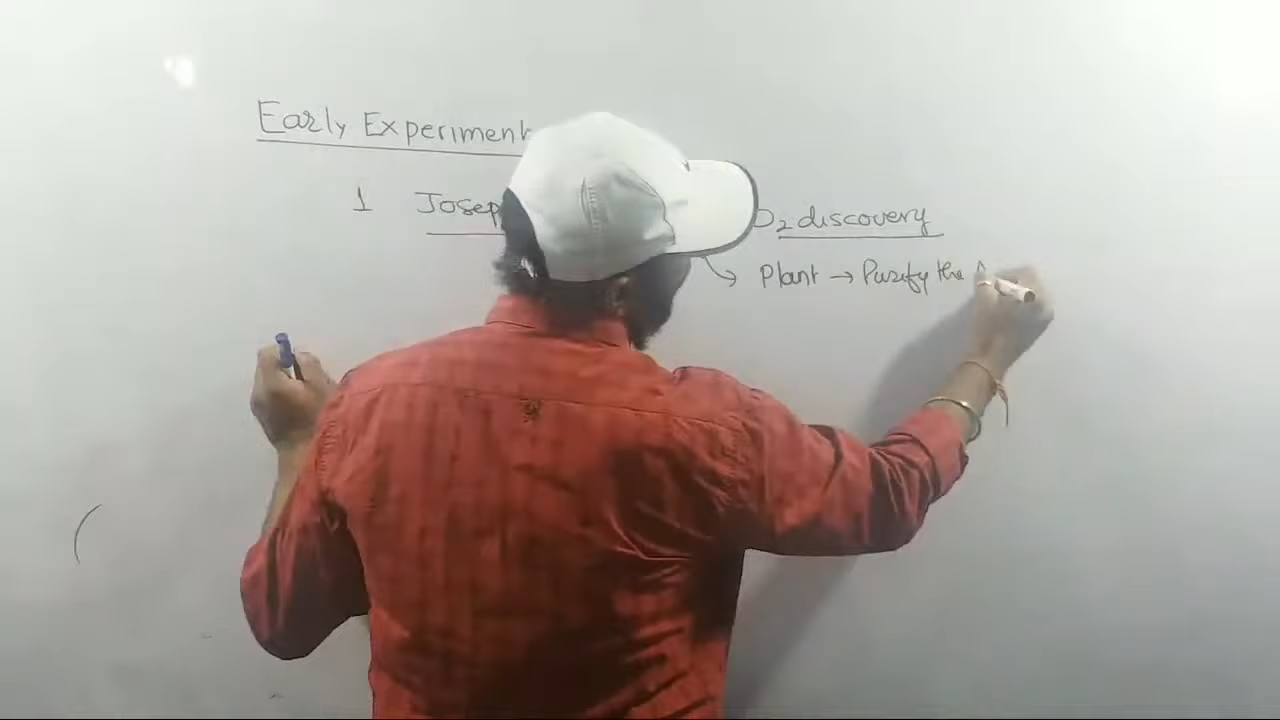 Early Experiment
1 Josep O2 discovery
Plant → Purify the